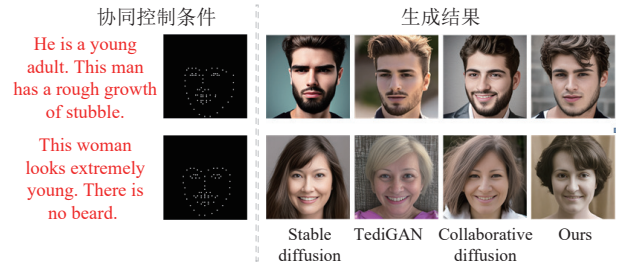 协同控制条件
生成结果
He is a young
adult. This man
has a rough growth
of stubble.
This woman
looks extremely
young. There is
no beard.
Stable
diffusion
TediGAN
Collaborative
diffusion
Ours